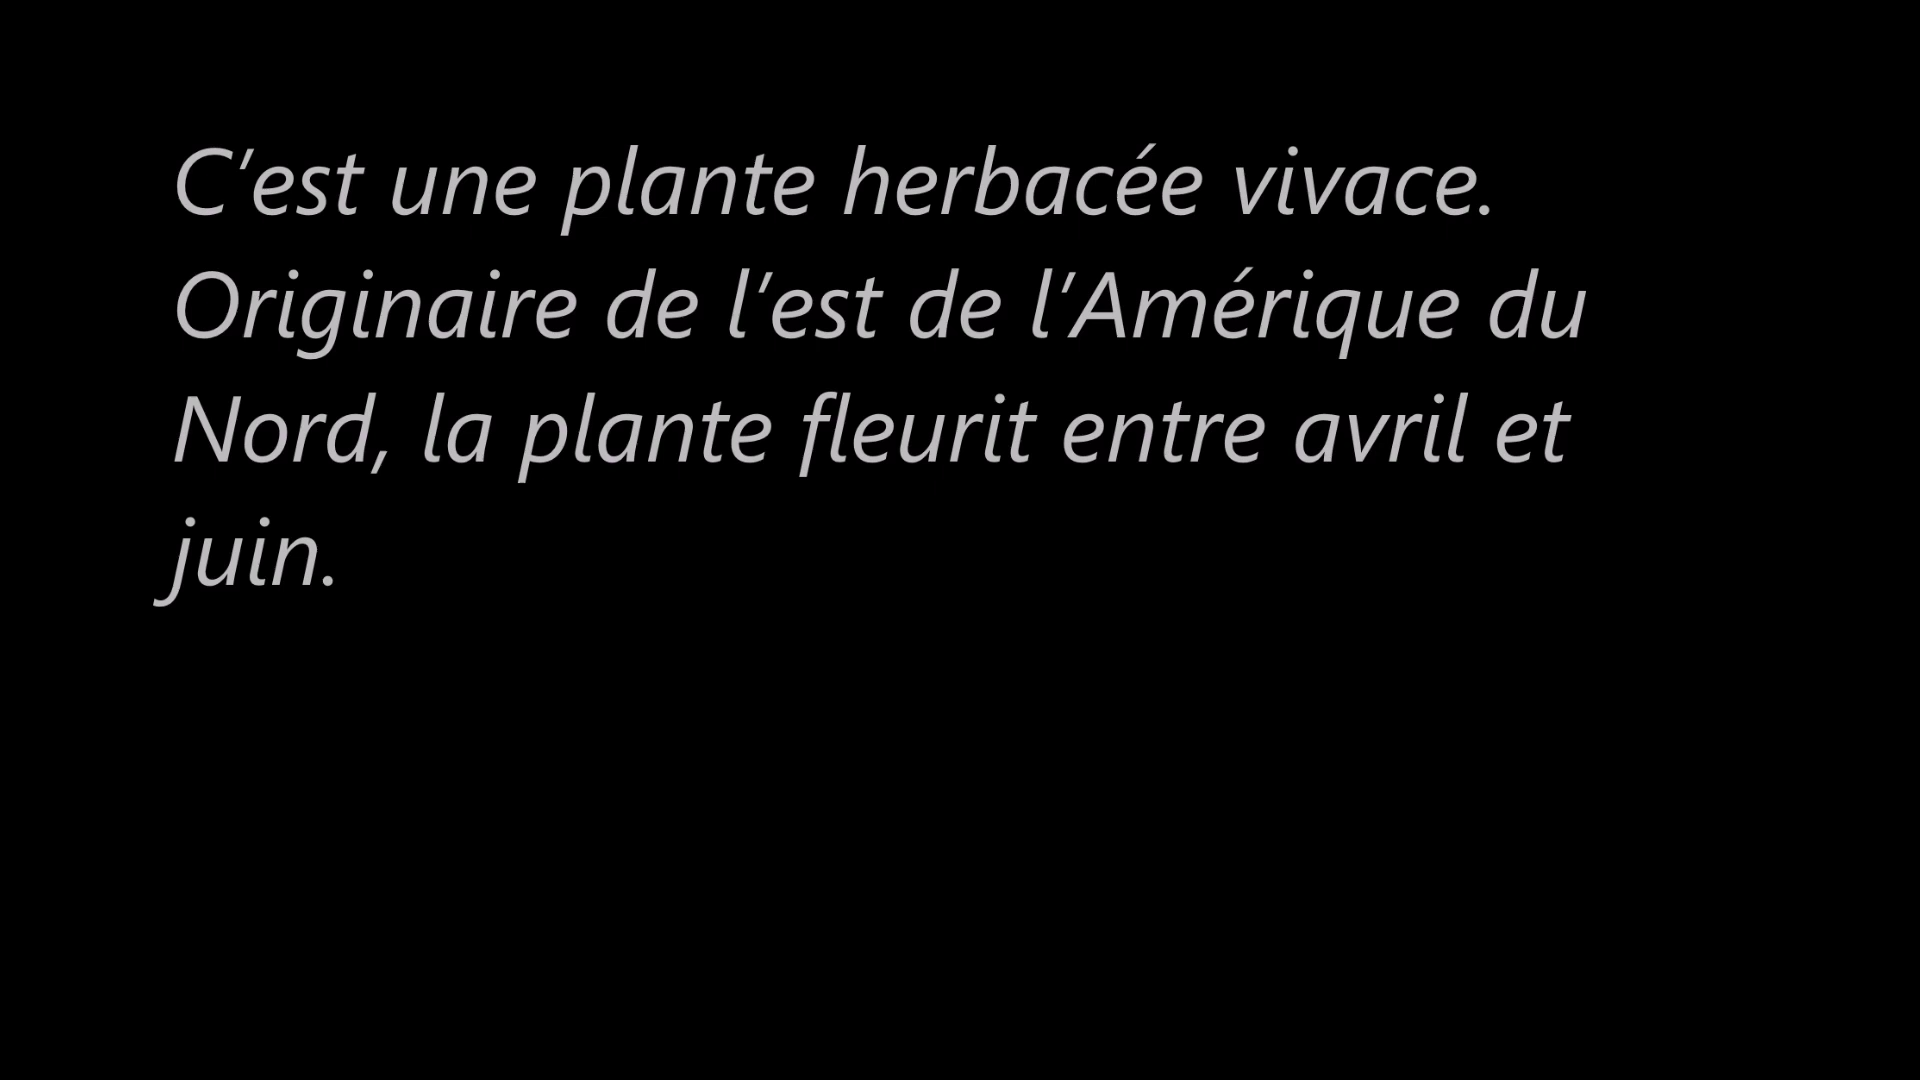 C’est une plante herbacée vivace.
Originaire de l’est de l’Amérique du
Nord, la plante fleurit entre avril et
juin.